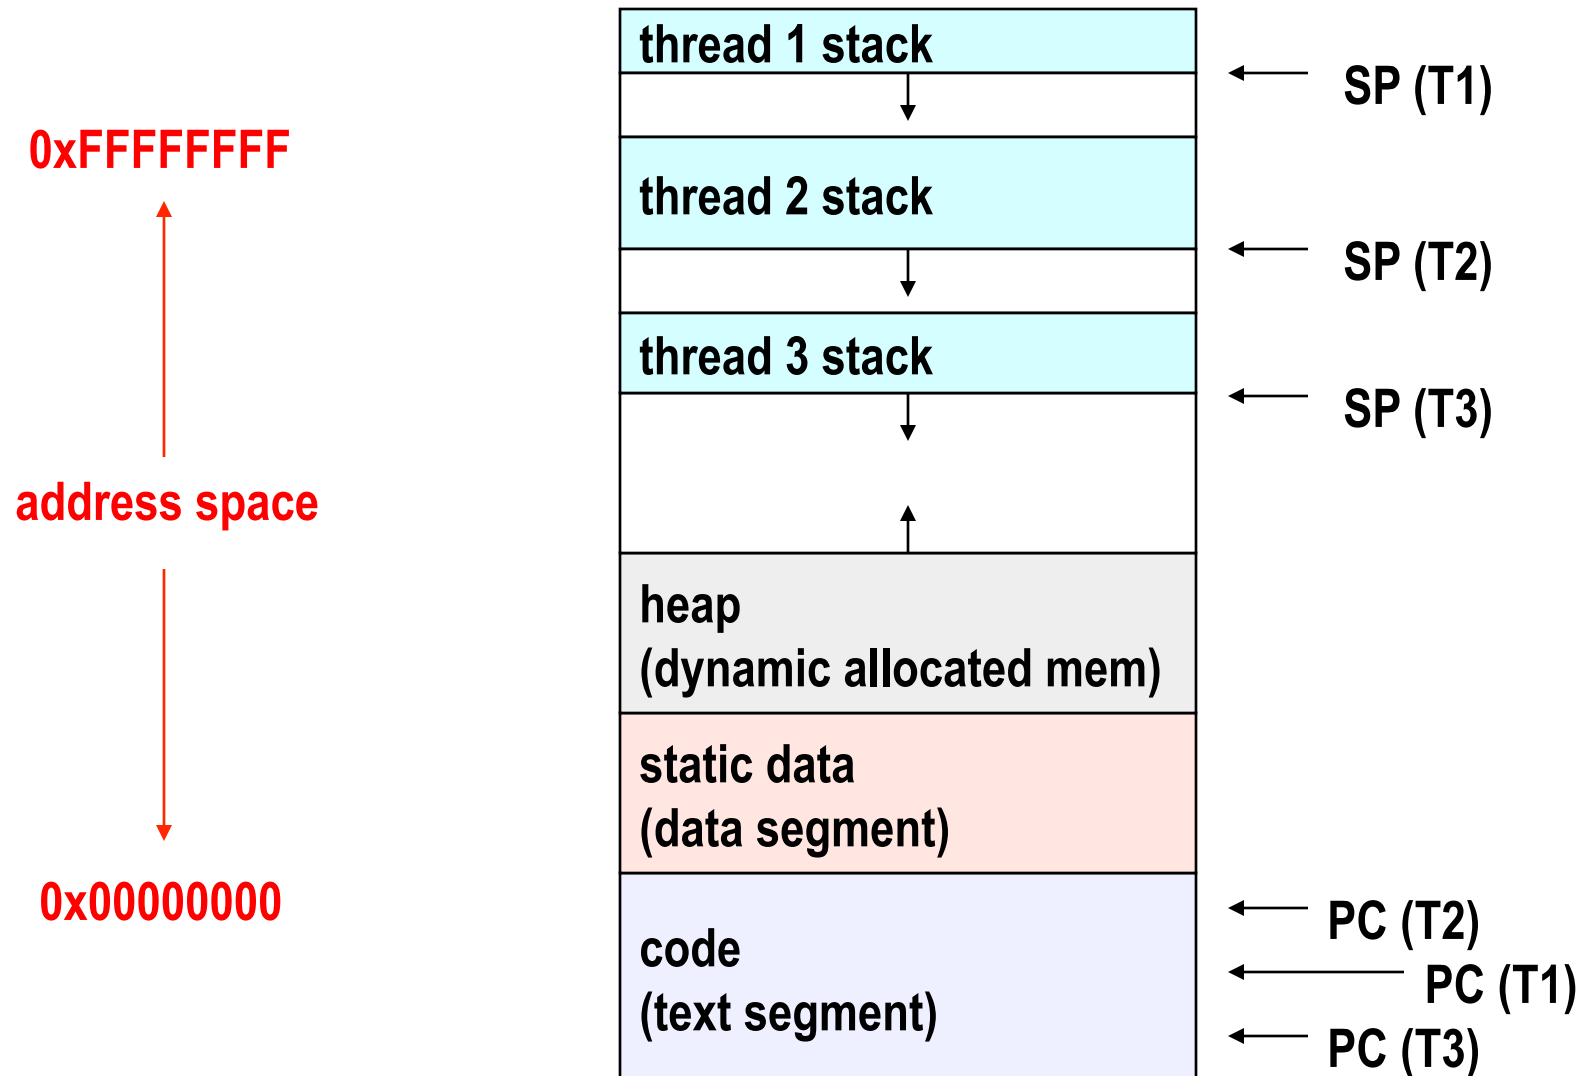 thread 1 stack
SP (T1)
0xFFFFFFFF
thread 2 stack
SP (T2)
thread 3 stack
SP (T3)
address space
heap
(dynamic allocated mem)
static data
(data segment)
0x00000000
code
(text segment)
PC (T2)
PC (T1)
PC (T3)